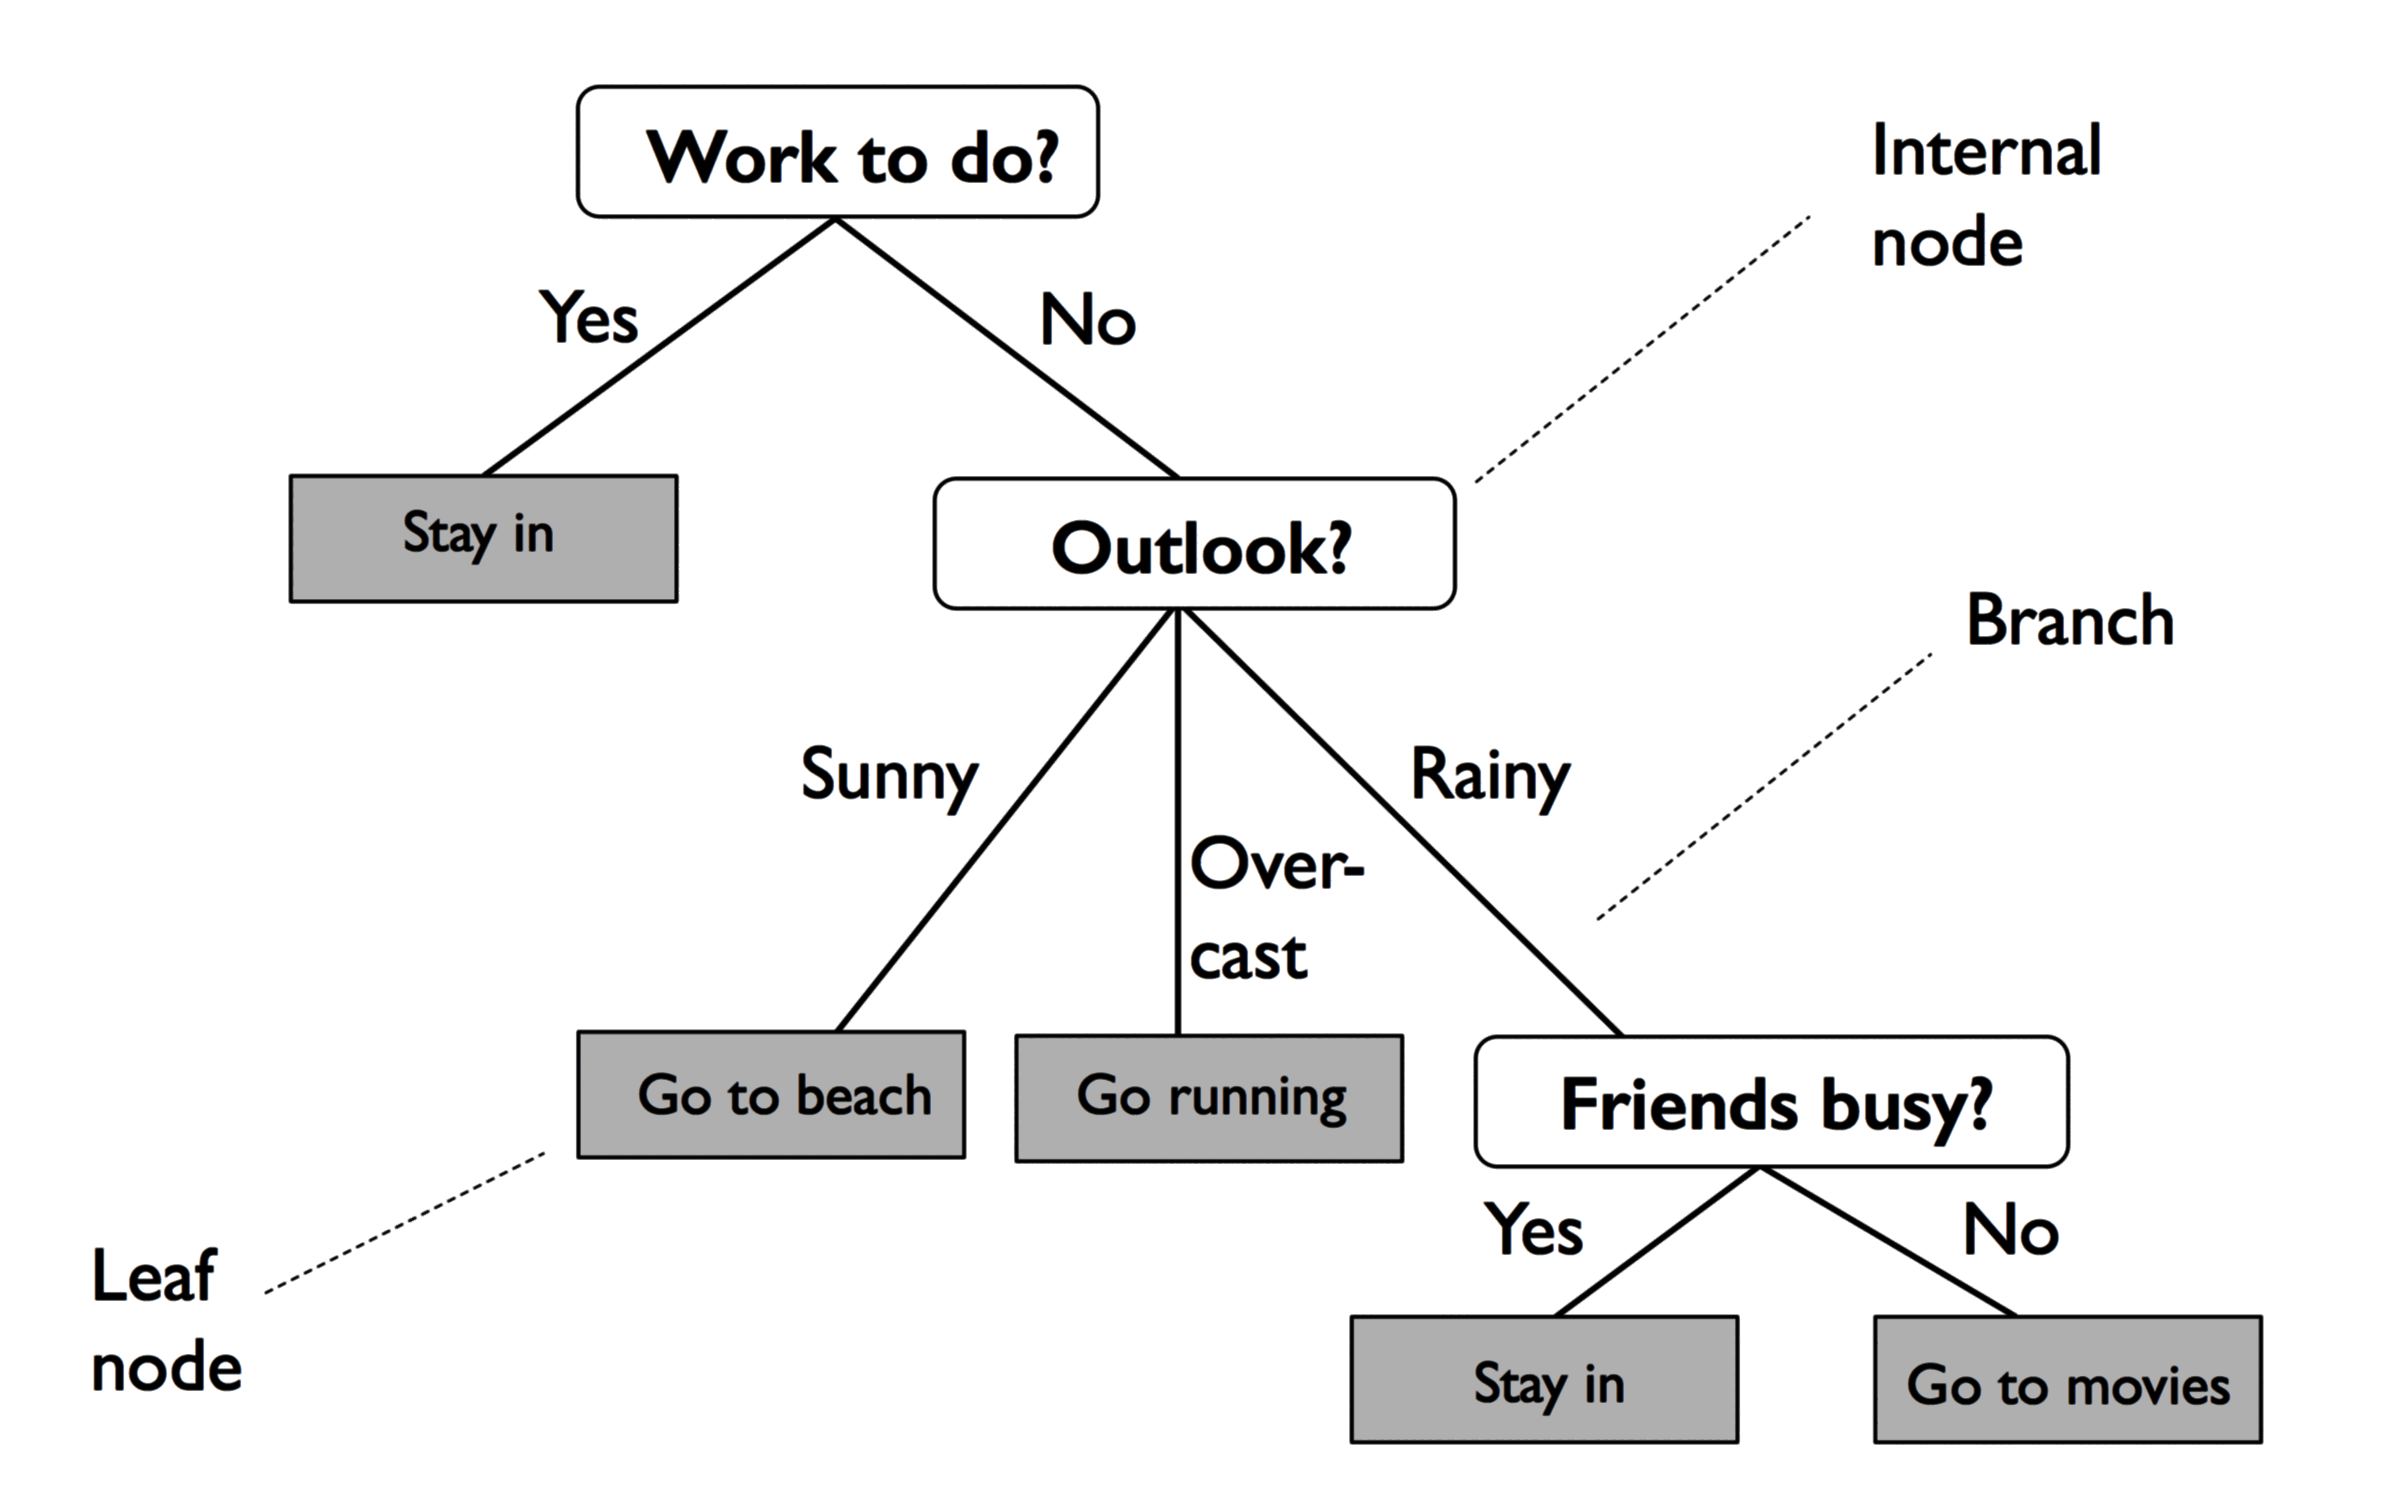 Work to do?
Internal
node
Yes
No
Stay in
Outlook?
Branch
Sunny
Rainy
Over-
cast
Go to beach
Go running
Friends busy?
Yes
No
Leaf
node
Stay in
Go to movies